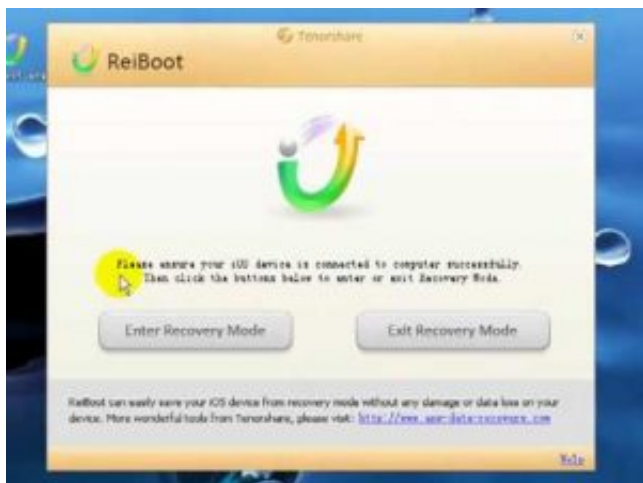 Tenorshare
ReiBoot
Please ensure your iOS device is connected to computer successfully.
Then click the buttons below to enter or exit Recovery Mode.
Enter Recovery Mode
Exit Recovery Mode
ReiBoot can easily save your iOS device from recovery mode without any damage or data loss on your
device. More wonderful tools from Tenorshare, please visit:
Help